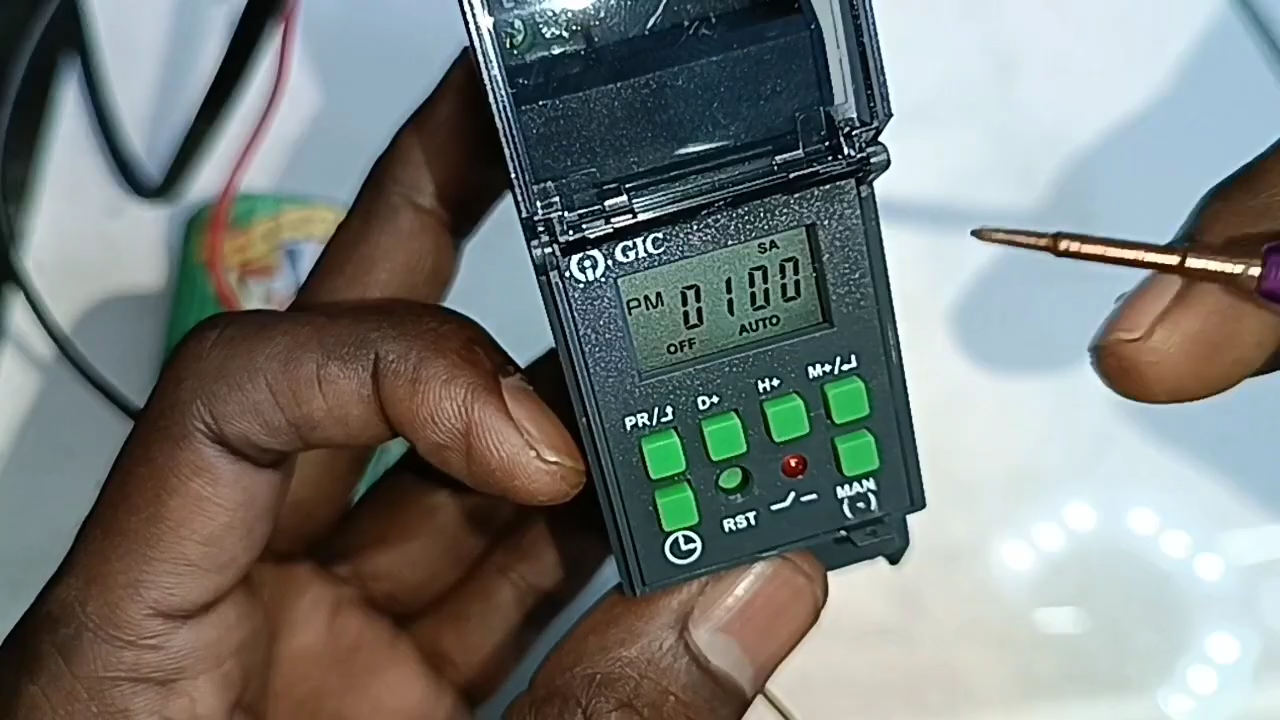 GIC
SA
PM 0100
OFF AUTO
PR/⮥ D+ H+ M+/↵
RST MAN
(-)